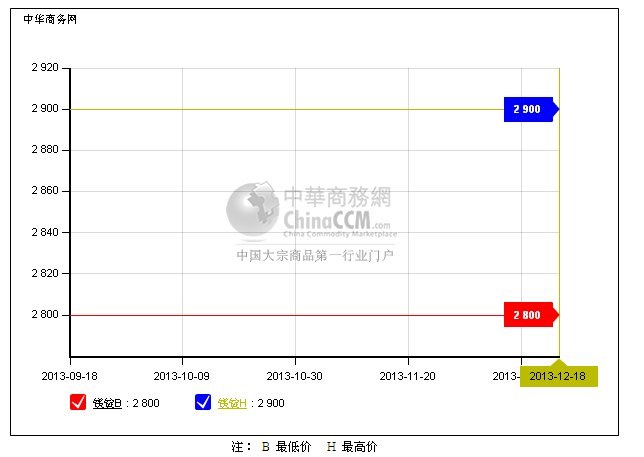 中华商务网
2 920
2 900
2 880
2 860
2 840
2 820
2 800
2 900
2 800
中華商務網
ChinaCCM.com
China Commodity Marketplace
中国大宗商品第一行业门户
2013-09-18 2013-10-09 2013-10-30 2013-11-20 2013- 2013-12-18
镁锭B : 2 800 镁锭H : 2 900
注： B 最低价 H 最高价